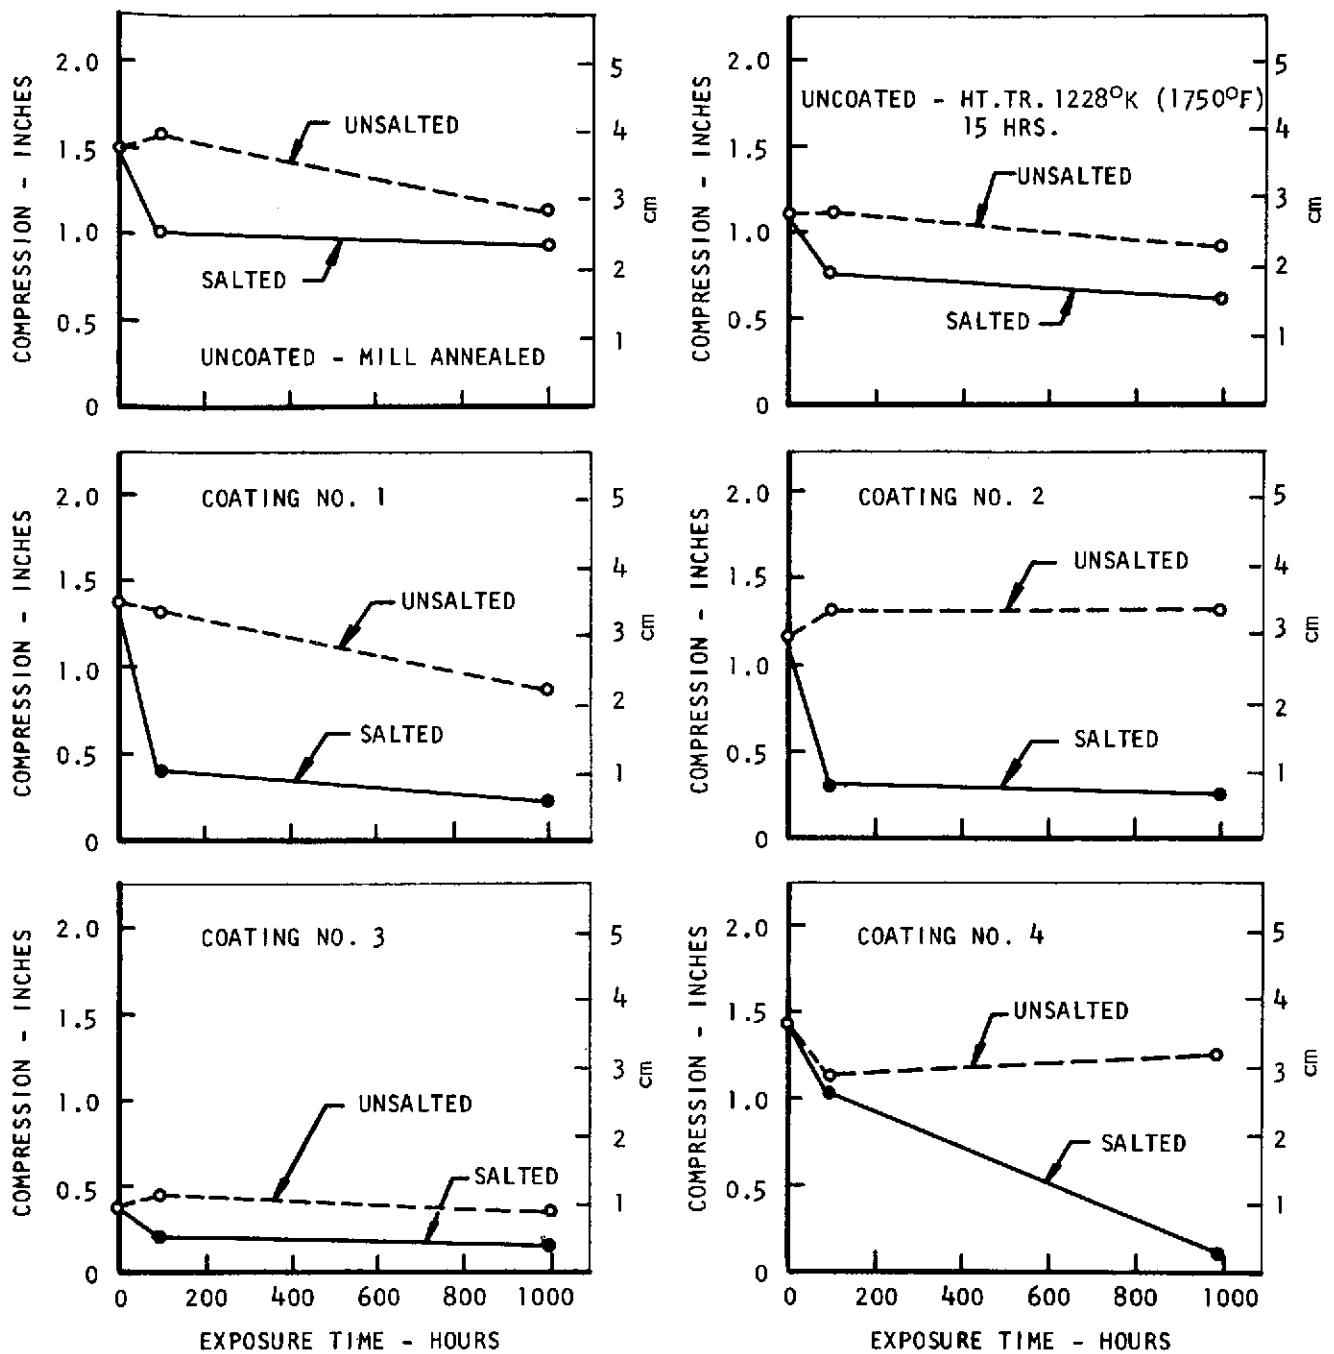 COMPRESSION - INCHES
2.0
1.5
1.0
0.5
0
UNSALTED
SALTED
UNCOATED - MILL ANNEALED
5
4
3
2
1
cm
COMPRESSION - INCHES
2.0
1.5
1.0
0.5
0
UNCOATED - HT.TR. 1228°K (1750°F)
15 HRS.
UNSALTED
SALTED
5
4
3
2
1
cm
COMPRESSION - INCHES
2.0
1.5
1.0
0.5
0
COATING NO. 1
UNSALTED
SALTED
5
4
3
2
1
cm
COMPRESSION - INCHES
2.0
1.5
1.0
0.5
0
COATING NO. 2
UNSALTED
SALTED
5
4
3
2
1
cm
COMPRESSION - INCHES
2.0
1.5
1.0
0.5
0
COATING NO. 3
UNSALTED
SALTED
5
4
3
2
1
cm
0 200 400 600 800 1000
EXPOSURE TIME - HOURS
COMPRESSION - INCHES
2.0
1.5
1.0
0.5
0
COATING NO. 4
UNSALTED
SALTED
5
4
3
2
1
cm
0 200 400 600 800 1000
EXPOSURE TIME - HOURS